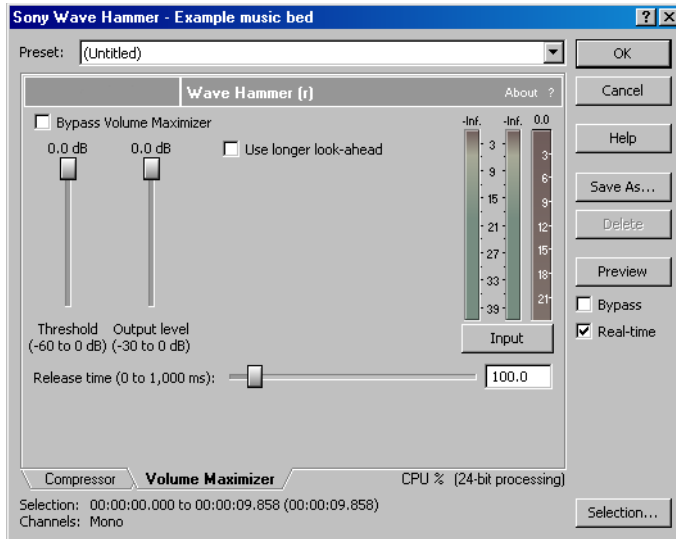 Sony Wave Hammer - Example music bed
Preset: (Untitled)
OK
Wave Hammer (r) About ?
Cancel
Bypass Volume Maximizer
-Inf. -Inf. 0.0
0.0 dB 0.0 dB Use longer look-ahead
Help
3 3
9 6
15 9
21 12
27 15
33 18
39 21
Save As...
Delete
Preview
Bypass
Real-time
Threshold Output level
(-60 to 0 dB) (-30 to 0 dB)
Input
Release time (0 to 1,000 ms): 100.0
Compressor Volume Maximizer CPU % (24-bit processing)
Selection: 00:00:00.000 to 00:00:09.858 (00:00:09.858)
Channels: Mono
Selection...